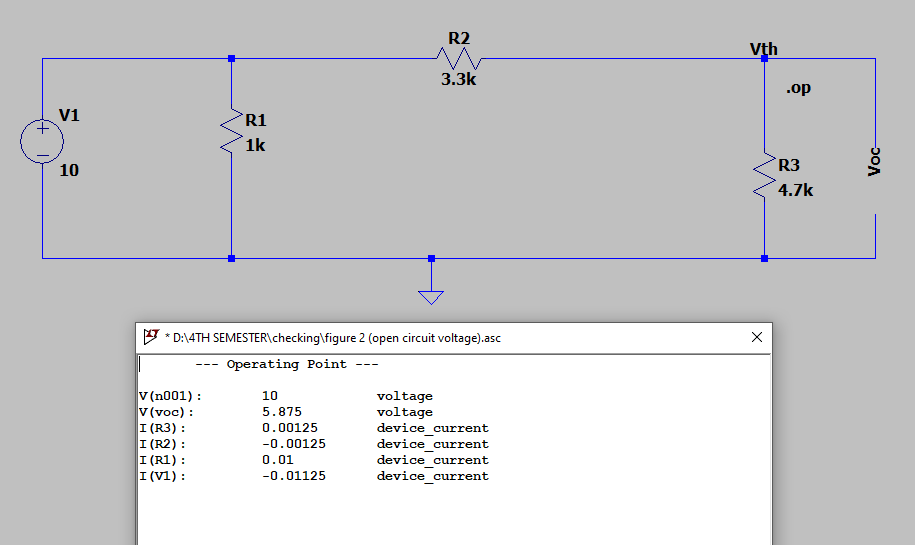 R2
3.3k
Vth
.op
V1
10
R1
1k
R3
4.7k
Voc
* D:\4TH SEMESTER\checking\figure 2 (open circuit voltage).asc
--- Operating Point ---
V(n001): 10 voltage
V(voc): 5.875 voltage
I(R3): 0.00125 device_current
I(R2): -0.00125 device_current
I(R1): 0.01 device_current
I(V1): -0.01125 device_current